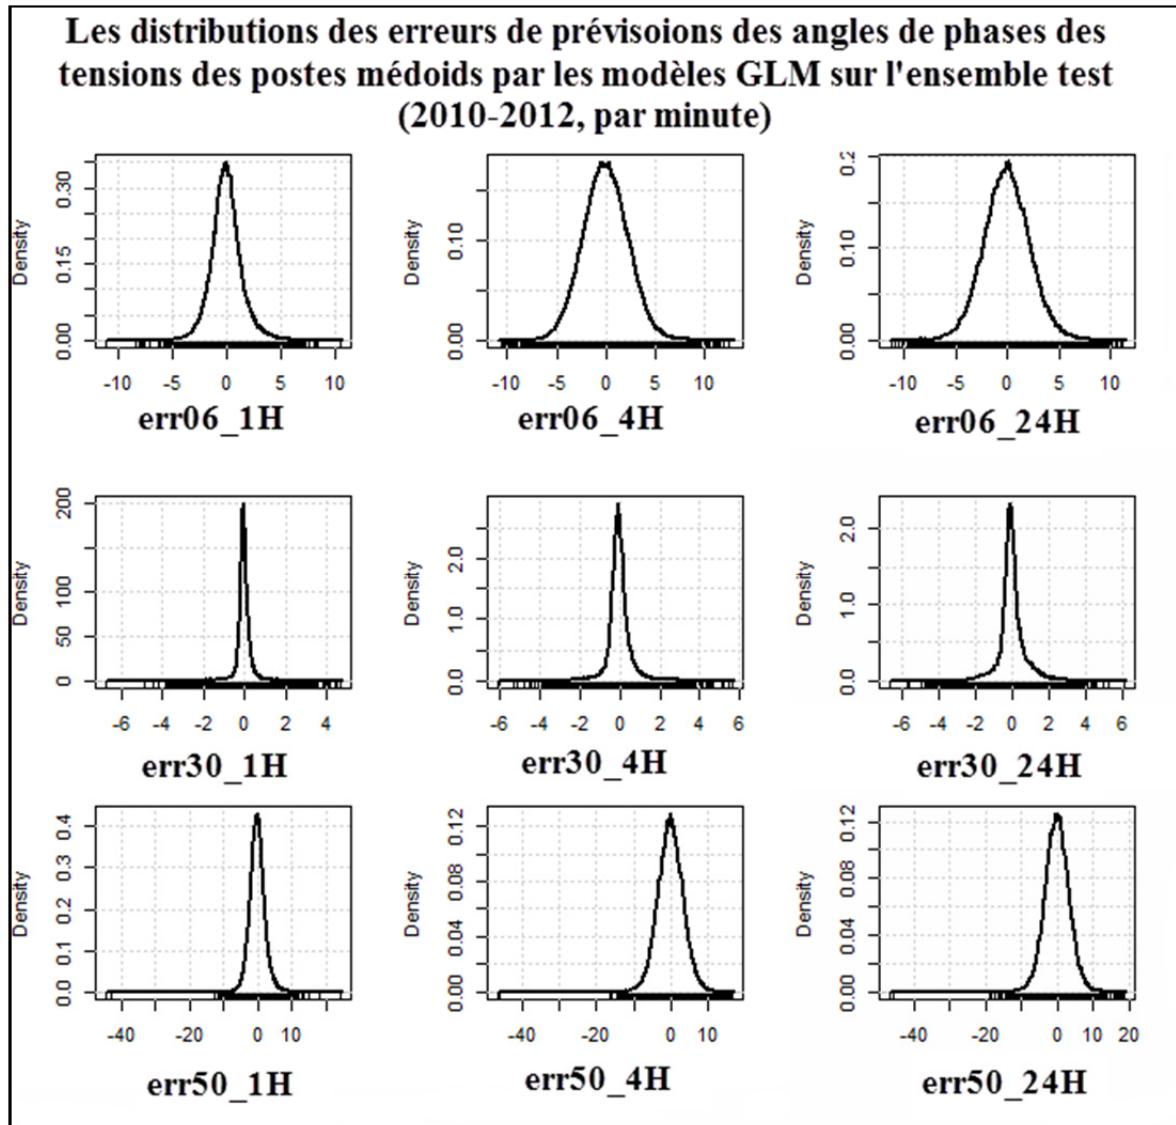 Les distributions des erreurs de prévisoions des angles de phases des
tensions des postes médoids par les modèles GLM sur l'ensemble test
(2010-2012, par minute)
Density
0.00 0.15 0.30
-10 -5 0 5 10
err06_1H
Density
0.00 0.10
-10 -5 0 5 10
err06_4H
Density
0.00 0.10 0.2
-10 -5 0 5 10
err06_24H
Density
0 50 100 200
-6 -4 -2 0 2 4
err30_1H
Density
0.0 1.0 2.0
-6 -4 -2 0 2 4 6
err30_4H
Density
0.0 1.0 2.0
-6 -4 -2 0 2 4 6
err30_24H
Density
0.0 0.1 0.2 0.3 0.4
-40 -20 0 10
err50_1H
Density
0.00 0.04 0.08 0.12
-40 -20 0 10
err50_4H
Density
0.00 0.04 0.08 0.12
-40 -20 0 10 20
err50_24H